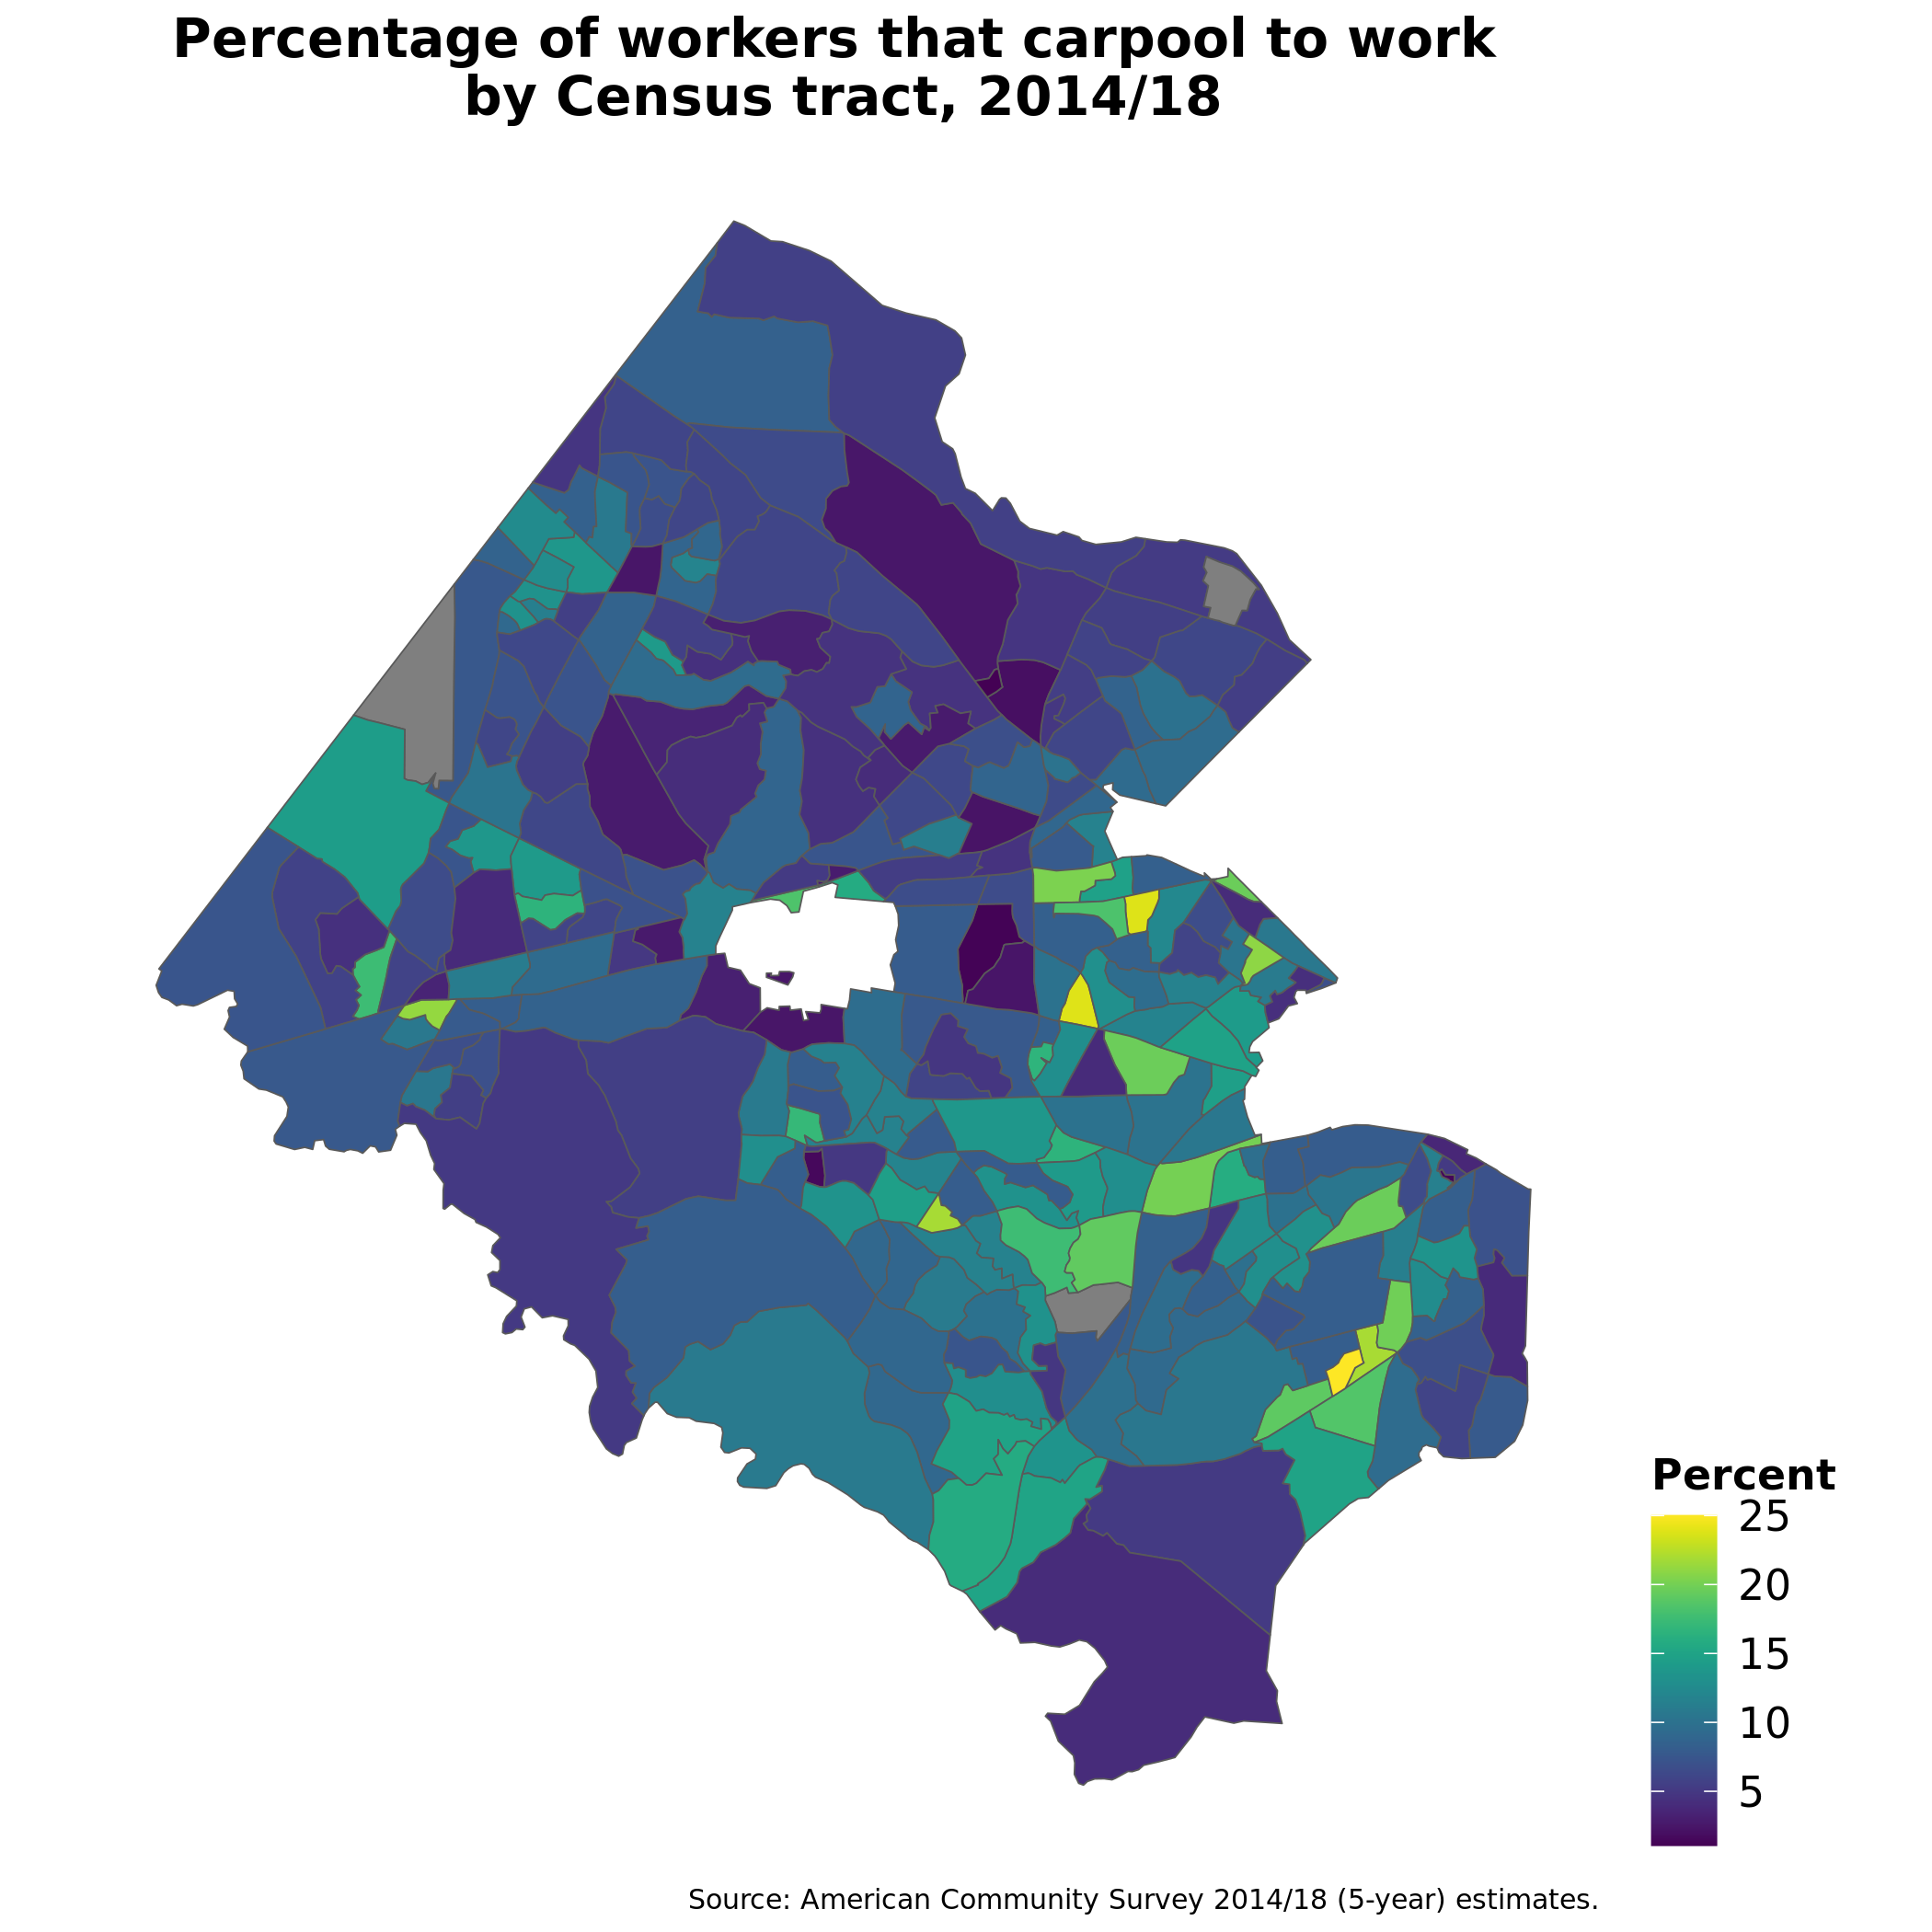 Percentage of workers that carpool to work
by Census tract, 2014/18
Percent
25
20
15
10
5
Source: American Community Survey 2014/18 (5-year) estimates.